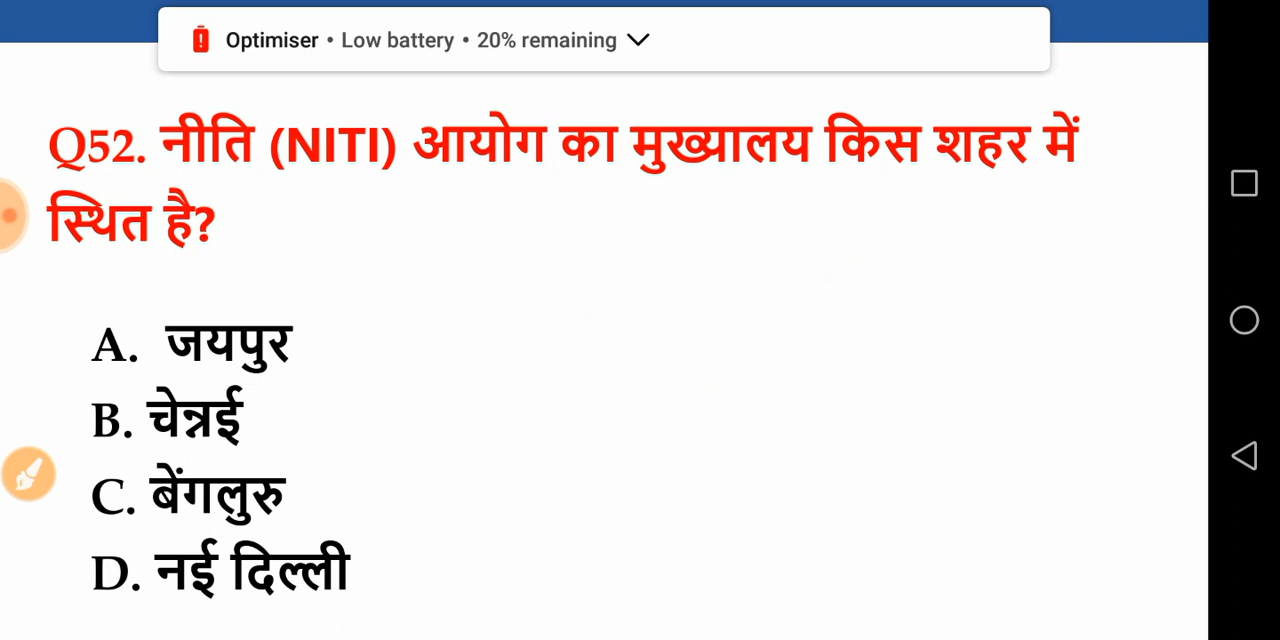 Optimiser • Low battery • 20% remaining
Q52. नीति (NITI) आयोग का मुख्यालय किस शहर में
स्थित है?
A. जयपुर
B. चेन्नई
C. बेंगलुरु
D. नई दिल्ली